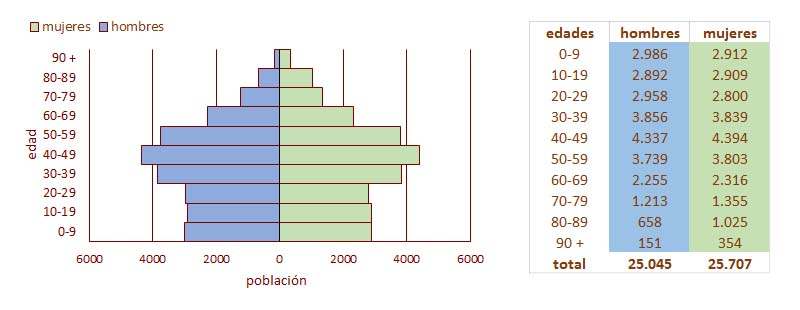 mujeres hombres
90 +
80-89
70-79
60-69
50-59
40-49
30-39
20-29
10-19
0-9
edad
6000 4000 2000 0 2000 4000 6000
población
edades hombres mujeres
0-9 2.986 2.912
10-19 2.892 2.909
20-29 2.958 2.800
30-39 3.856 3.839
40-49 4.337 4.394
50-59 3.739 3.803
60-69 2.255 2.316
70-79 1.213 1.355
80-89 658 1.025
90 + 151 354
total 25.045 25.707